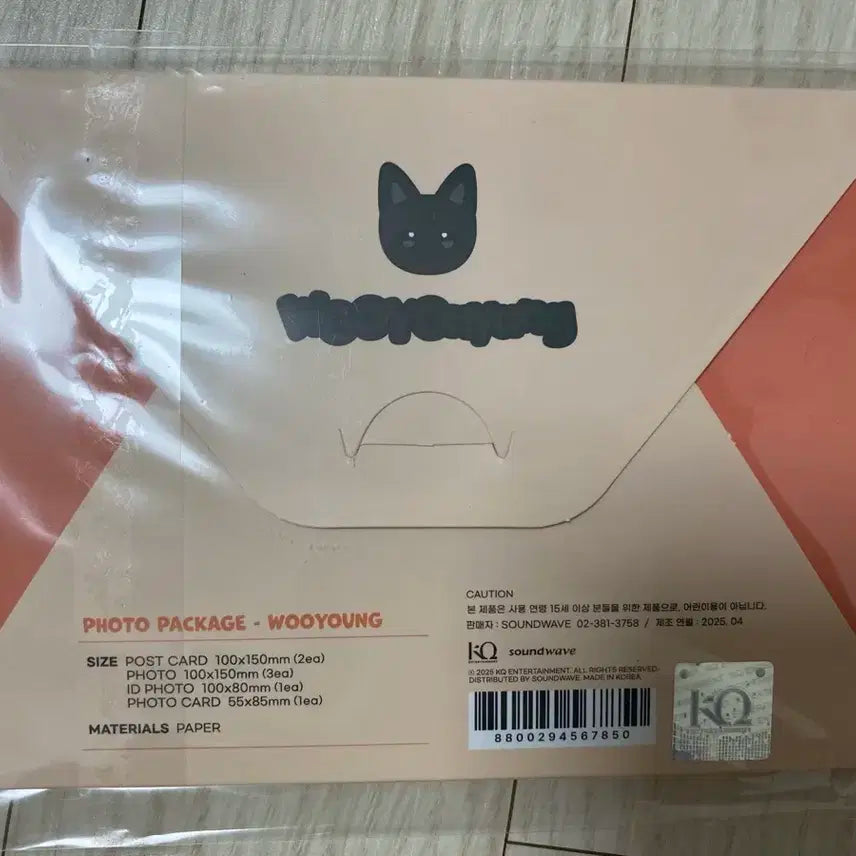 wooyoung
PHOTO PACKAGE - WOOYOUNG
SIZE POST CARD 100x150mm (2ea)
PHOTO 100x150mm (3ea)
ID PHOTO 100x80mm (1ea)
PHOTO CARD 55x85mm (1ea)
MATERIALS PAPER
CAUTION
본 제품은 사용 연령 15세 이상 분들을 위한 제품으로, 어린이용이 아닙니다.
판매자 : SOUNDWAVE 02-381-3758 / 제조 연월 : 2025. 04
KQ soundwave
ENTERTAINMENT
© 2025 KQ ENTERTAINMENT. ALL RIGHTS RESERVED.
DISTRIBUTED BY SOUNDWAVE. MADE IN KOREA
8800294567850
KQ